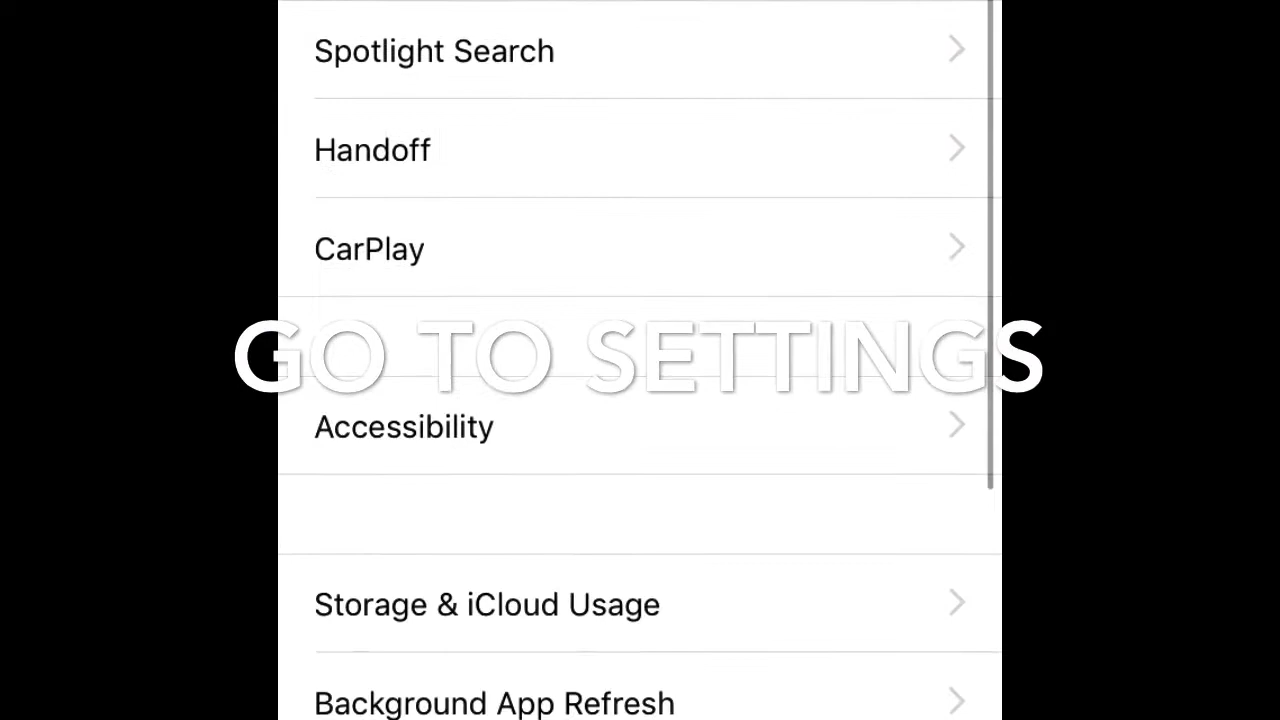 Spotlight Search
Handoff
CarPlay
GO TO SETTINGS
Accessibility
Storage & iCloud Usage
Background App Refresh